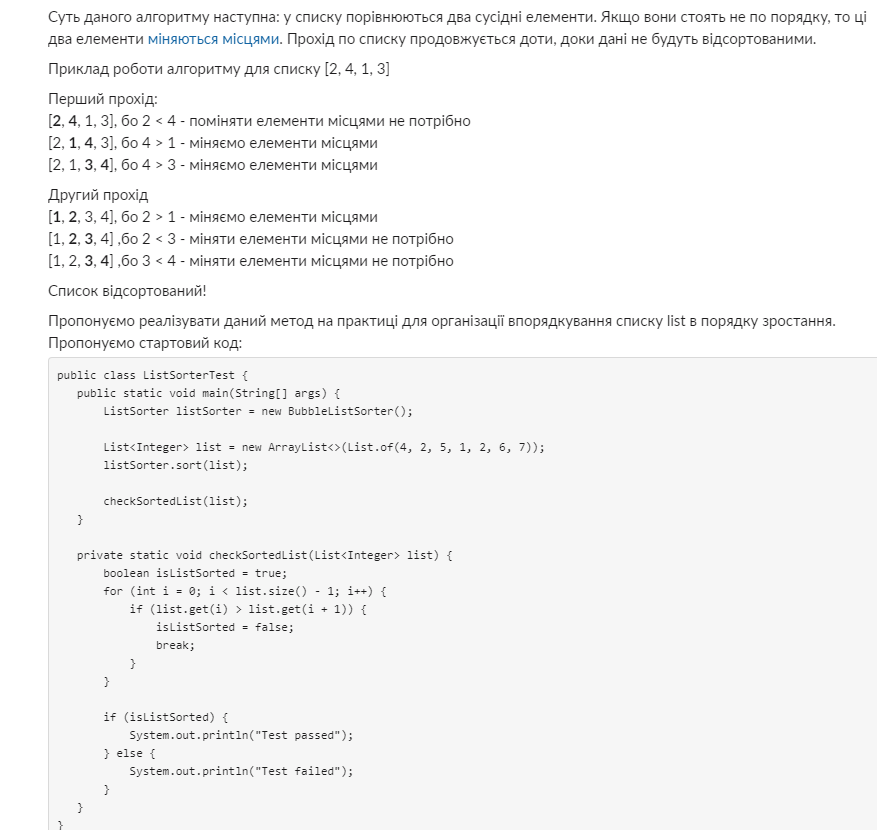 Суть даного алгоритму наступна: у списку порівнюються два сусідні елементи. Якщо вони стоять не по порядку, то ці
два елементи міняються місцями. Прохід по списку продовжується доти, доки дані не будуть відсортованими.
Приклад роботи алгоритму для списку [2, 4, 1, 3]
Перший прохід:
[2, 4, 1, 3], бо 2 < 4 - поміняти елементи місцями не потрібно
[2, 1, 4, 3], бо 4 > 1 - міняємо елементи місцями
[2, 1, 3, 4], бо 4 > 3 - міняємо елементи місцями
Другий прохід
[1, 2, 3, 4], бо 2 > 1 - міняємо елементи місцями
[1, 2, 3, 4] ,бо 2 < 3 - міняти елементи місцями не потрібно
[1, 2, 3, 4] ,бо 3 < 4 - міняти елементи місцями не потрібно
Список відсортований!
Пропонуємо реалізувати даний метод на практиці для організації впорядкування списку list в порядку зростання.
Пропонуємо стартовий код:
public class ListSorterTest {
public static void main(String[] args) {
ListSorter listSorter = new BubbleListSorter();
List<Integer> list = new ArrayList<>(List.of(4, 2, 5, 1, 2, 6, 7));
listSorter.sort(list);
checkSortedList(list);
}
private static void checkSortedList(List<Integer> list) {
boolean isListSorted = true;
for (int i = 0; i < list.size() - 1; i++) {
if (list.get(i) > list.get(i + 1)) {
isListSorted = false;
break;
}
}
if (isListSorted) {
System.out.println("Test passed");
} else {
System.out.println("Test failed");
}
}
}